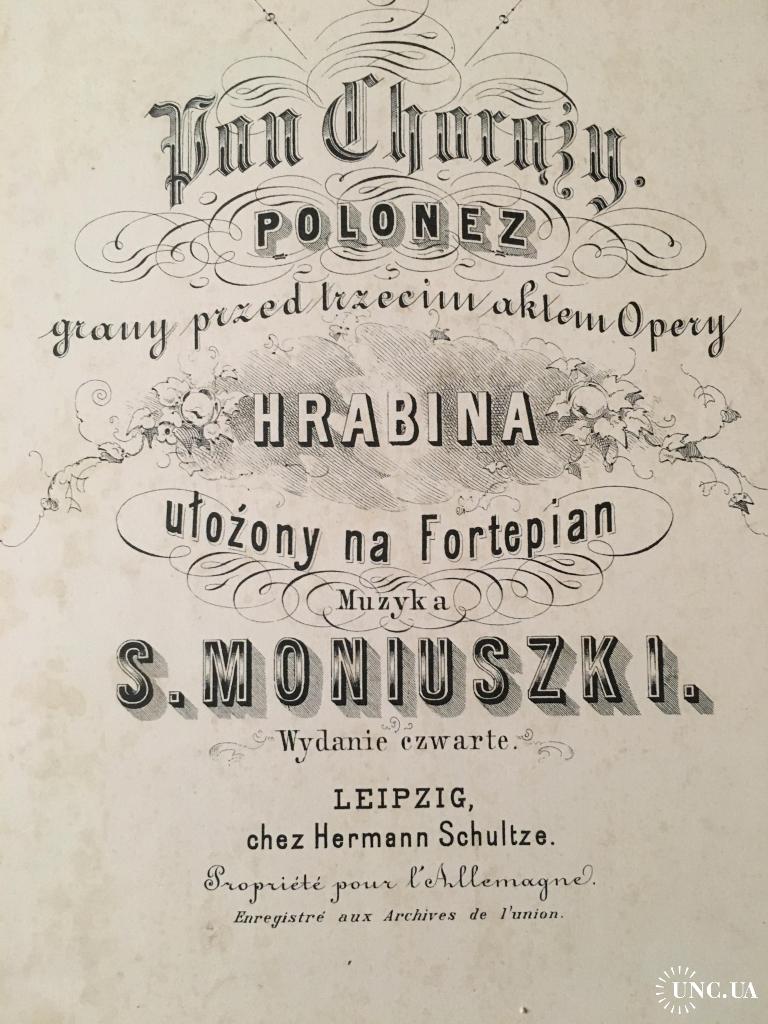 Pan Chorąży.
POLONEZ
grany przed trzecim aktem Opery
HRABINA
ułożony na Fortepian
Muzyka
S. MONIUSZKI.
Wydanie czwarte.
LEIPZIG,
chez Hermann Schultze.
Propriété pour l'Allemagne.
Enregistré aux Archives de l'union.
UNC.UA